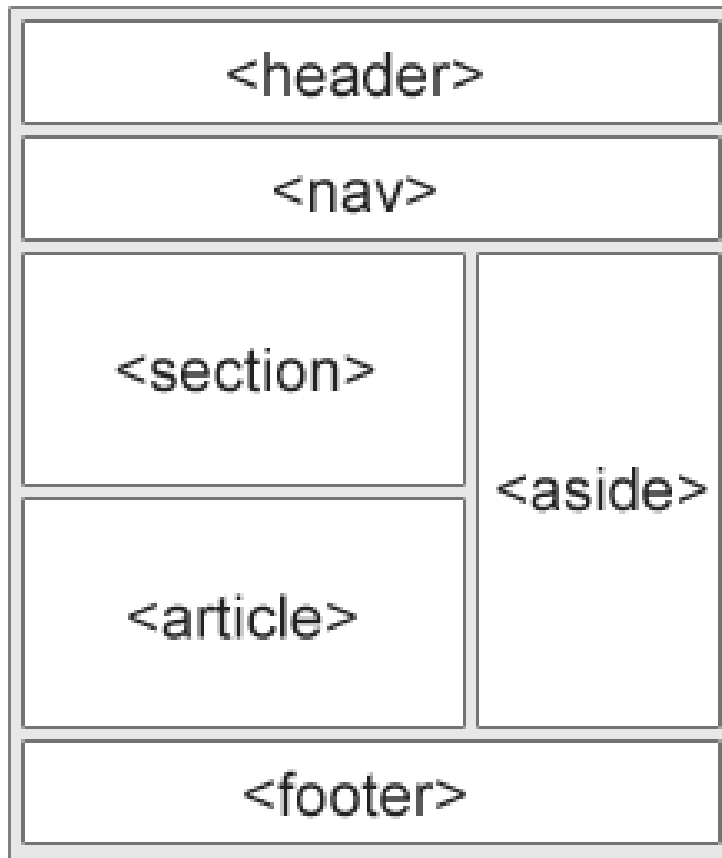 <header>
<nav>
<section>
<aside>
<article>
<footer>